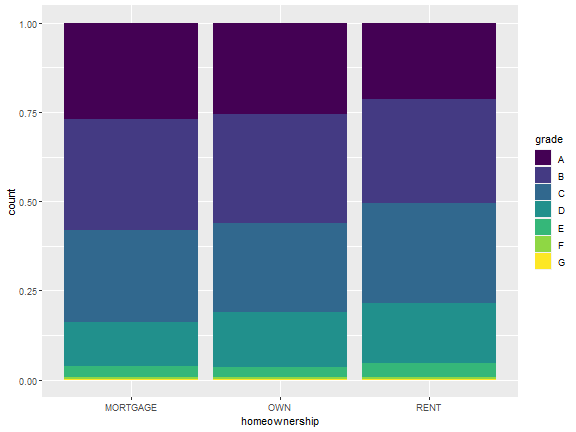 1.00
0.75
0.50
0.25
0.00
count
MORTGAGE OWN RENT
homeownership
grade
A
B
C
D
E
F
G